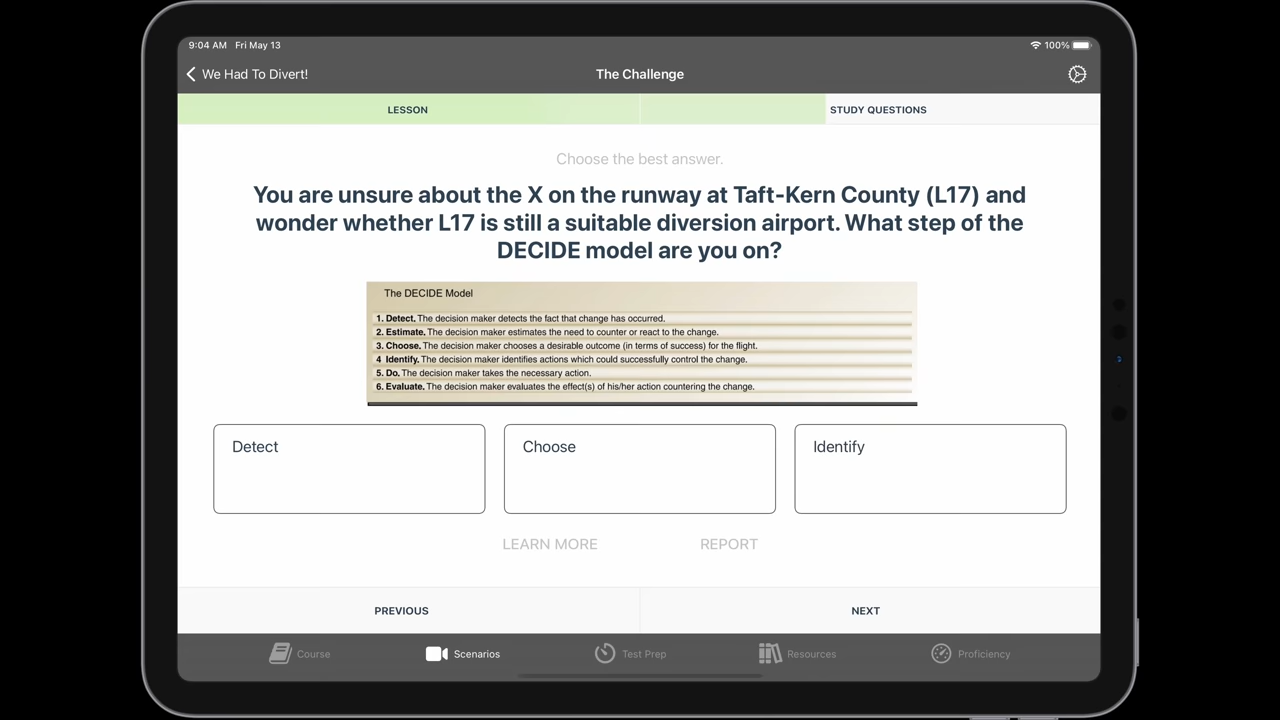 9:04 AM Fri May 13
100%
We Had To Divert!
The Challenge
LESSON
STUDY QUESTIONS
Choose the best answer.
You are unsure about the X on the runway at Taft-Kern County (L17) and
wonder whether L17 is still a suitable diversion airport. What step of the
DECIDE model are you on?
The DECIDE Model
1. Detect. The decision maker detects the fact that change has occurred.
2. Estimate. The decision maker estimates the need to counter or react to the change.
3. Choose. The decision maker chooses a desirable outcome (in terms of success) for the flight.
4 Identify. The decision maker identifies actions which could successfully control the change.
5. Do. The decision maker takes the necessary action.
6. Evaluate. The decision maker evaluates the effect(s) of his/her action countering the change.
Detect
Choose
Identify
LEARN MORE
REPORT
PREVIOUS
NEXT
Course
Scenarios
Test Prep
Resources
Proficiency